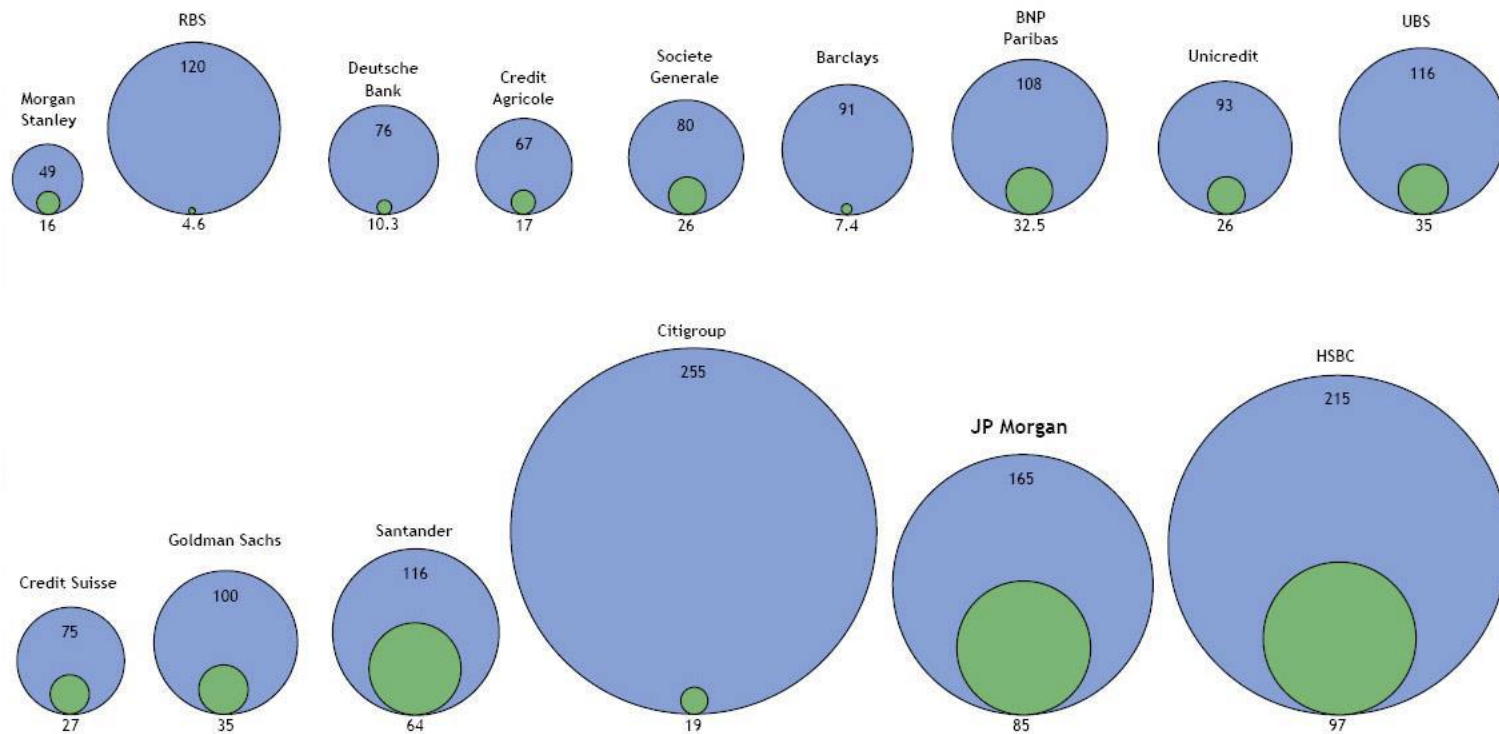 RBS
120
4.6
Morgan
Stanley
49
16
Deutsche
Bank
76
10.3
Credit
Agricole
67
17
Societe
Generale
80
26
Barclays
91
7.4
BNP
Paribas
108
32.5
Unicredit
93
26
UBS
116
35
Credit Suisse
75
27
Goldman Sachs
100
35
Santander
116
64
Citigroup
255
19
JP Morgan
165
85
HSBC
215
97